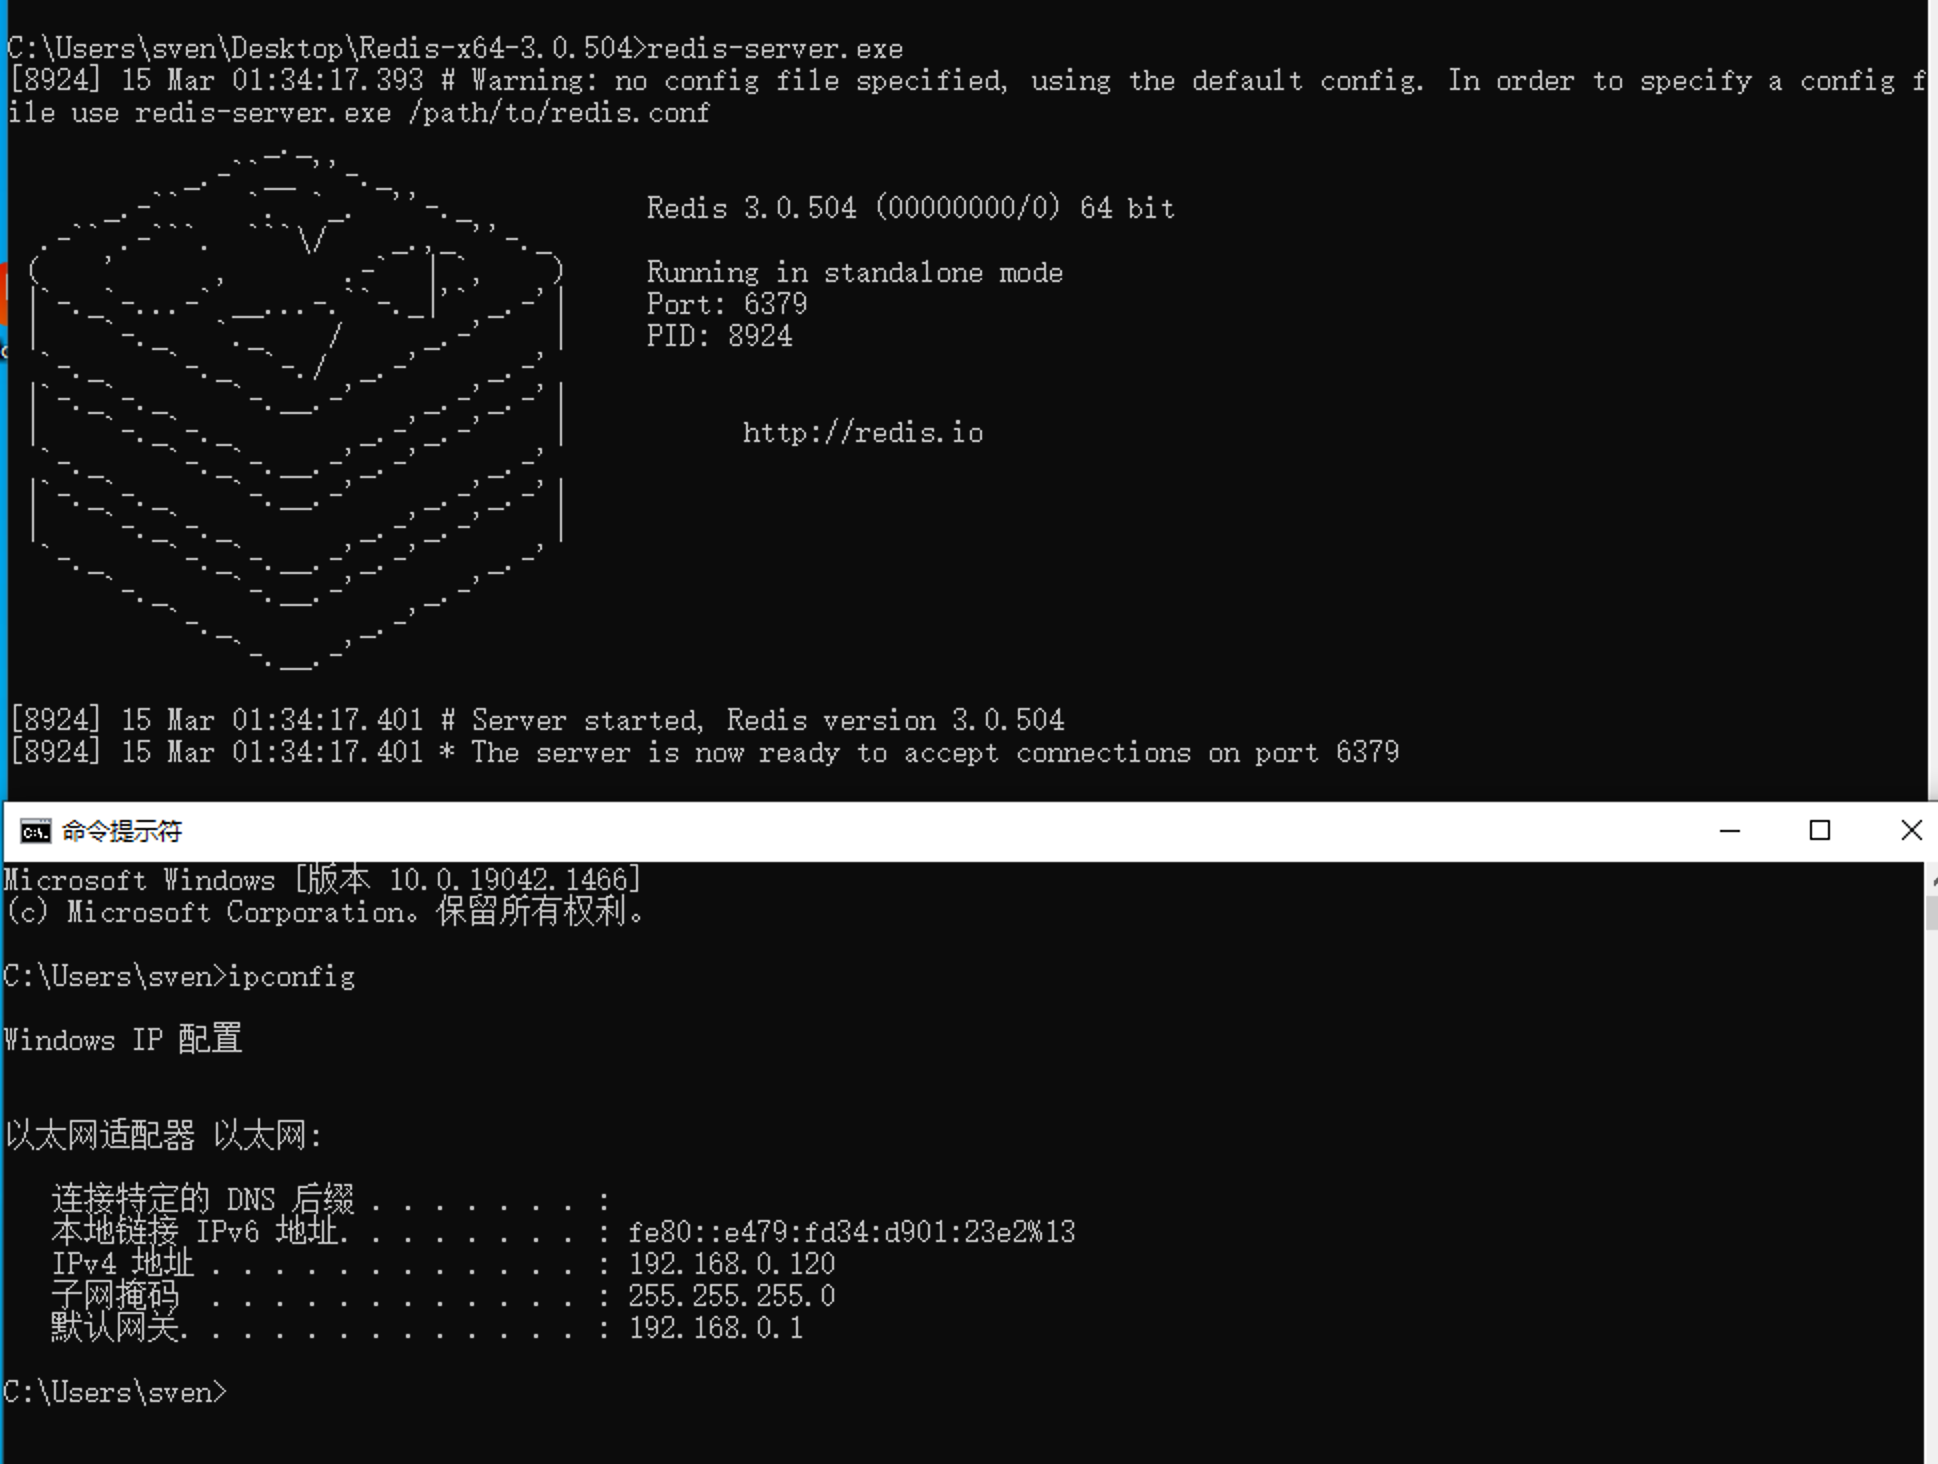 C:\Users\sven\Desktop\Redis-x64-3.0.504>redis-server.exe
[8924] 15 Mar 01:34:17.393 # Warning: no config file specified, using the default config. In order to specify a config f
ile use redis-server.exe /path/to/redis.conf
Redis 3.0.504 (00000000/0) 64 bit
Running in standalone mode
Port: 6379
PID: 8924
http://redis.io
[8924] 15 Mar 01:34:17.401 # Server started, Redis version 3.0.504
[8924] 15 Mar 01:34:17.401 * The server is now ready to accept connections on port 6379
命令提示符
Microsoft Windows [版本 10.0.19042.1466]
(c) Microsoft Corporation。保留所有权利。
C:\Users\sven>ipconfig
Windows IP 配置
以太网适配器 以太网:
连接特定的 DNS 后缀 . . . . . . . :
本地链接 IPv6 地址. . . . . . . . : fe80::e479:fd34:d901:23e2%13
IPv4 地址 . . . . . . . . . . . . : 192.168.0.120
子网掩码  . . . . . . . . . . . . : 255.255.255.0
默认网关. . . . . . . . . . . . . : 192.168.0.1
C:\Users\sven>